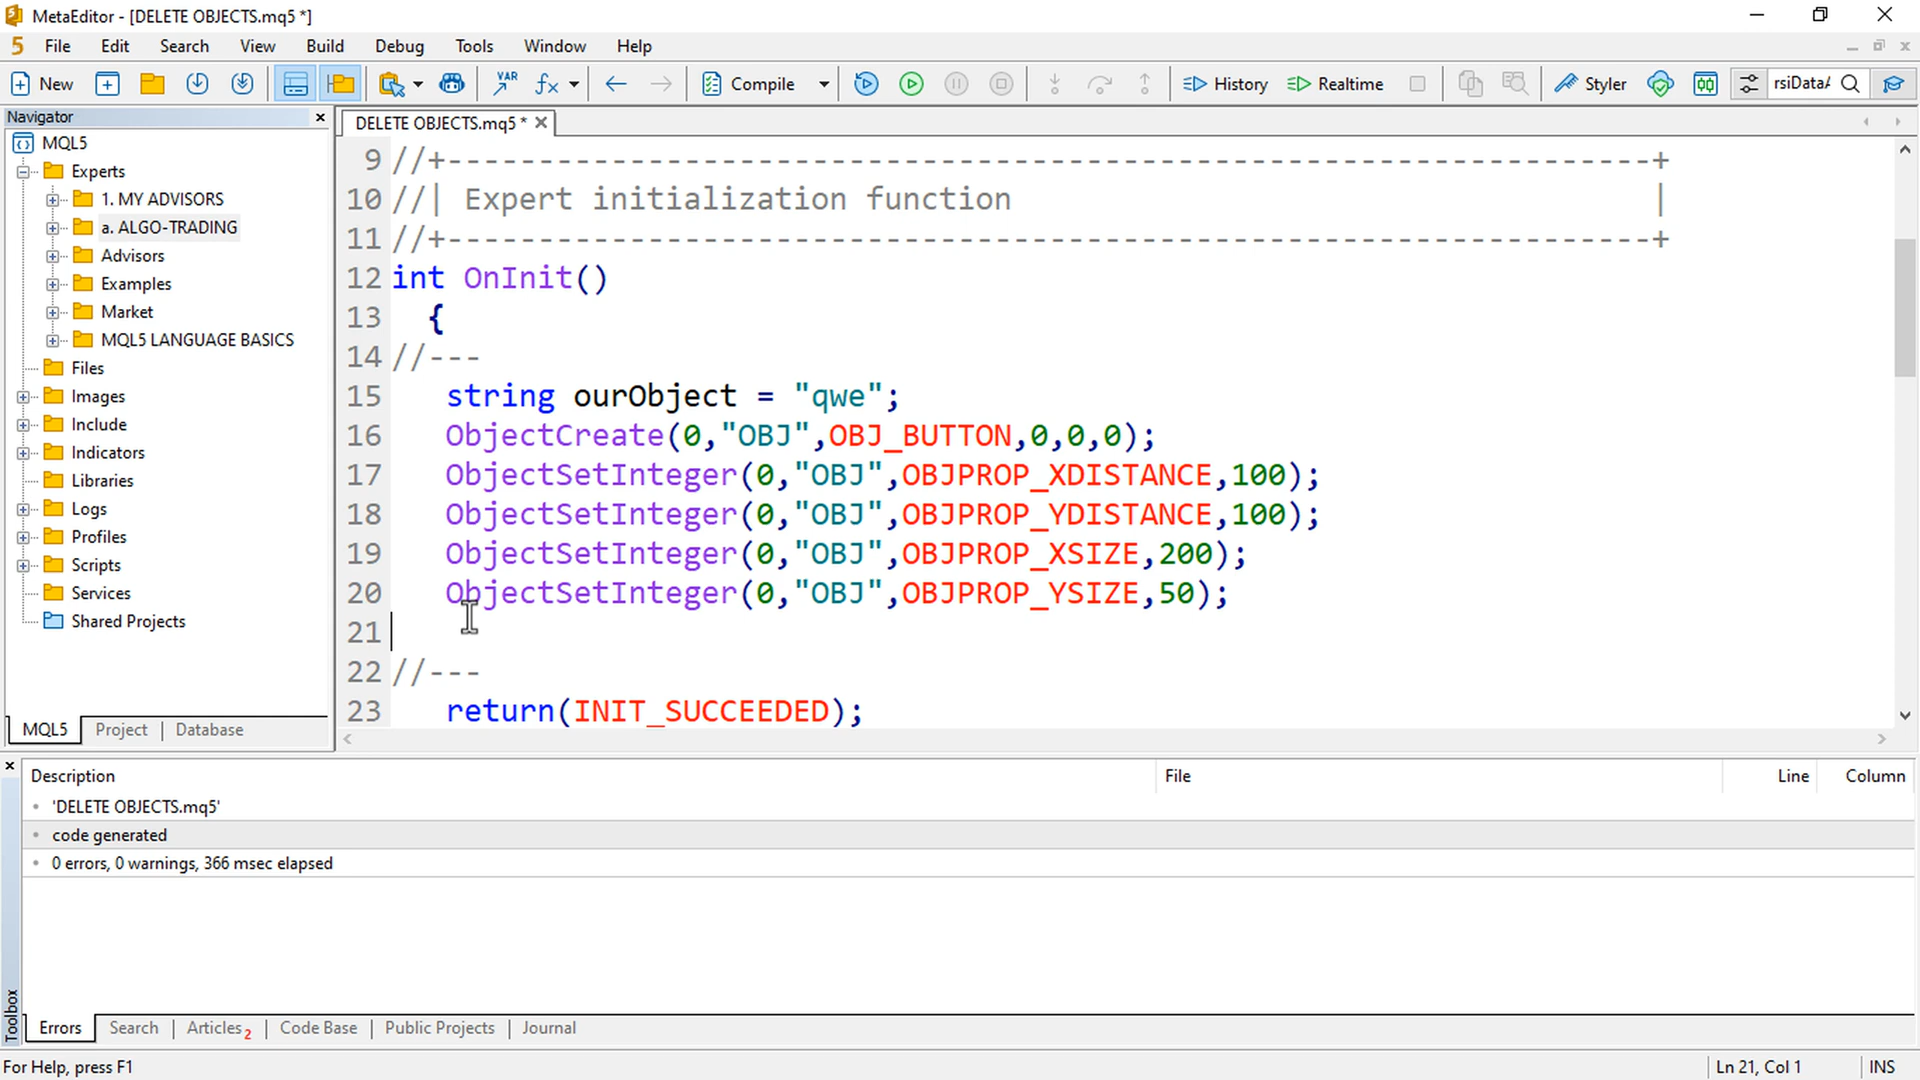 MetaEditor - [DELETE OBJECTS.mq5 *]
5 File Edit Search View Build Debug Tools Window Help
New VAR fx Compile History Realtime Styler rsiDataA
Navigator
MQL5
Experts
1. MY ADVISORS
a. ALGO-TRADING
Advisors
Examples
Market
MQL5 LANGUAGE BASICS
Files
Images
Include
Indicators
Libraries
Logs
Profiles
Scripts
Services
Shared Projects
MQL5 Project Database
DELETE OBJECTS.mq5 *
9 //+------------------------------------------------------------------+
10 //| Expert initialization function |
11 //+------------------------------------------------------------------+
12 int OnInit()
13 {
14 //---
15 string ourObject = "qwe";
16 ObjectCreate(0,"OBJ",OBJ_BUTTON,0,0,0);
17 ObjectSetInteger(0,"OBJ",OBJPROP_XDISTANCE,100);
18 ObjectSetInteger(0,"OBJ",OBJPROP_YDISTANCE,100);
19 ObjectSetInteger(0,"OBJ",OBJPROP_XSIZE,200);
20 ObjectSetInteger(0,"OBJ",OBJPROP_YSIZE,50);
21
22 //---
23 return(INIT_SUCCEEDED);
Description File Line Column
'DELETE OBJECTS.mq5'
code generated
0 errors, 0 warnings, 366 msec elapsed
Toolbox
Errors Search Articles 2 Code Base Public Projects Journal
For Help, press F1 Ln 21, Col 1 INS